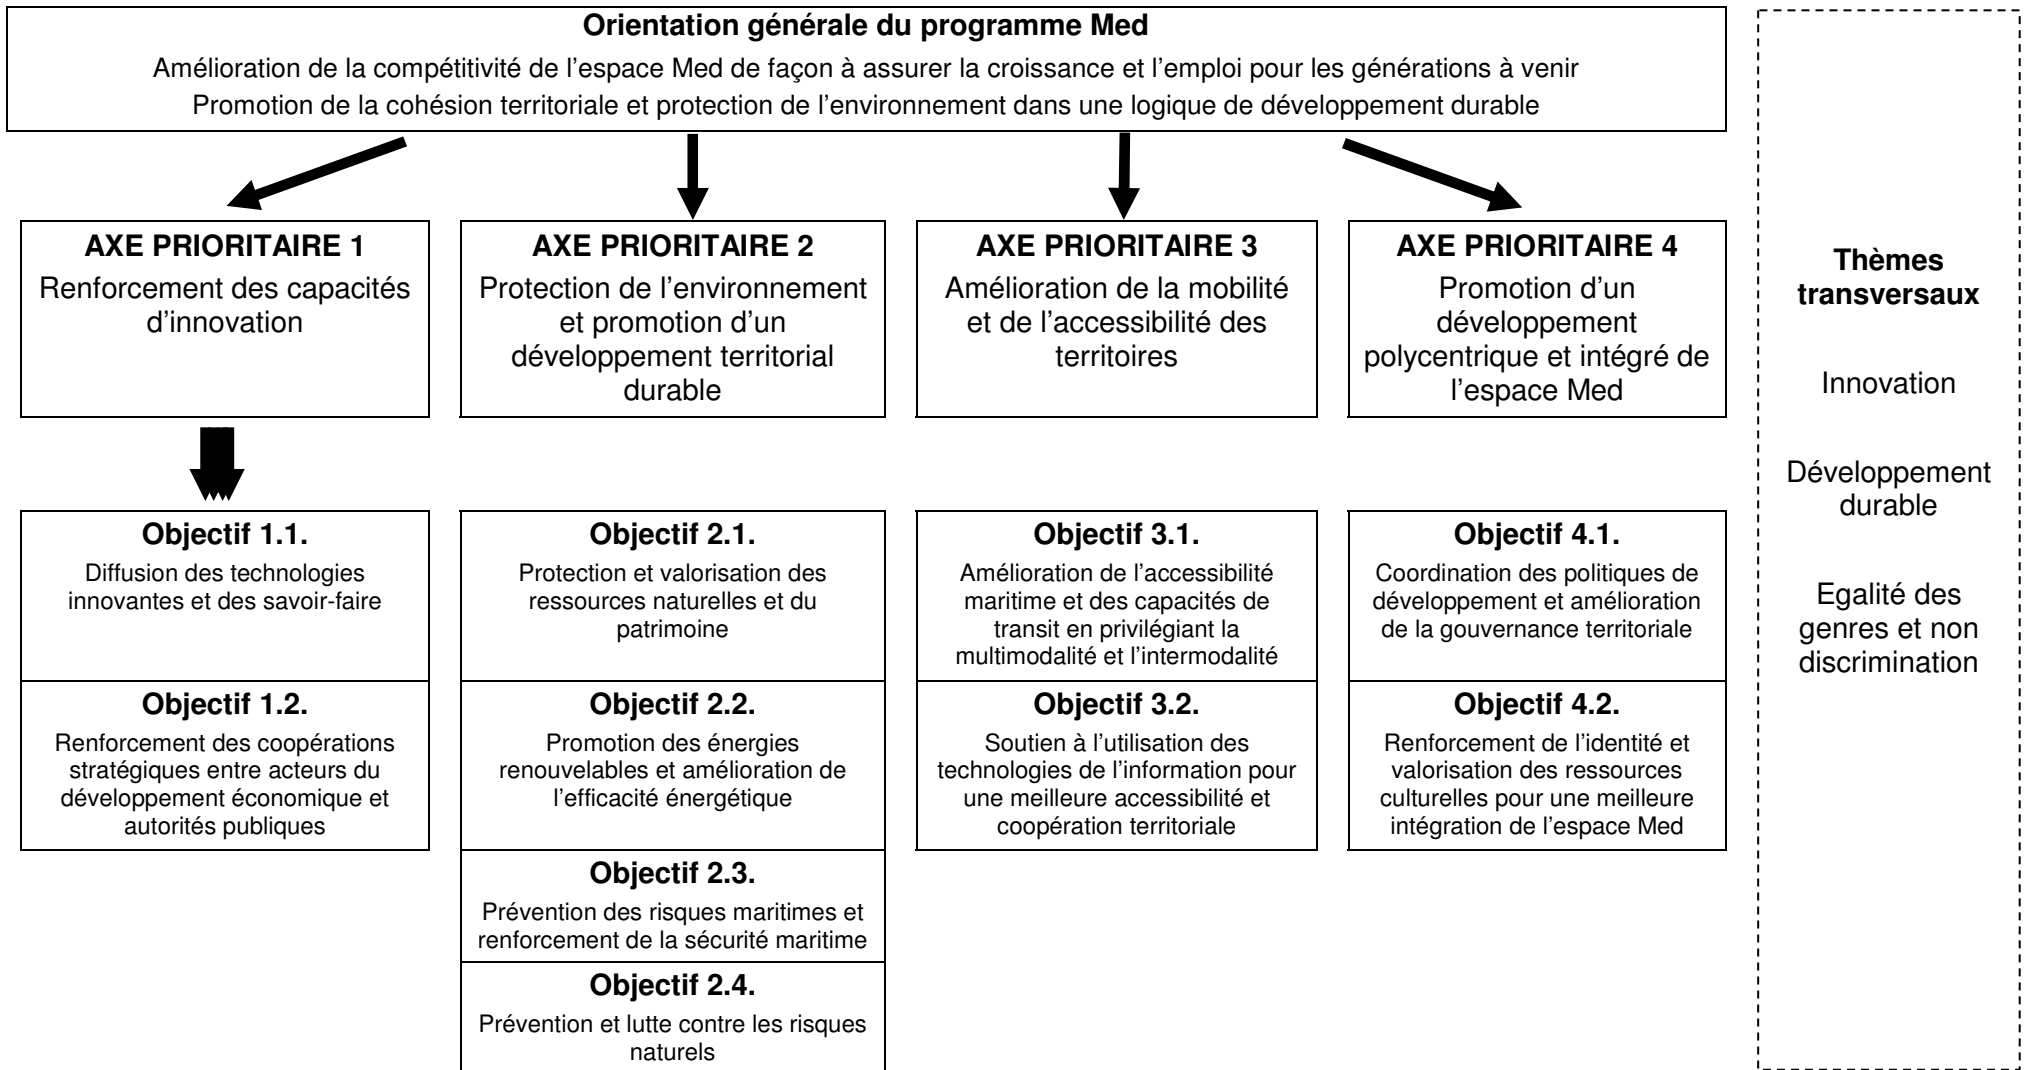 Orientation générale du programme Med
Amélioration de la compétitivité de l’espace Med de façon à assurer la croissance et l’emploi pour les générations à venir
Promotion de la cohésion territoriale et protection de l’environnement dans une logique de développement durable
AXE PRIORITAIRE 1
Renforcement des capacités
d’innovation
AXE PRIORITAIRE 2
Protection de l’environnement
et promotion d’un
développement territorial
durable
AXE PRIORITAIRE 3
Amélioration de la mobilité
et de l’accessibilité des
territoires
AXE PRIORITAIRE 4
Promotion d’un
développement
polycentrique et intégré de
l’espace Med
Objectif 1.1.
Diffusion des technologies
innovantes et des savoir-faire
Objectif 2.1.
Protection et valorisation des
ressources naturelles et du
patrimoine
Objectif 3.1.
Amélioration de l’accessibilité
maritime et des capacités de
transit en privilégiant la
multimodalité et l’intermodalité
Objectif 4.1.
Coordination des politiques de
développement et amélioration
de la gouvernance territoriale
Objectif 1.2.
Renforcement des coopérations
stratégiques entre acteurs du
développement économique et
autorités publiques
Objectif 2.2.
Promotion des énergies
renouvelables et amélioration de
l’efficacité énergétique
Objectif 3.2.
Soutien à l’utilisation des
technologies de l’information pour
une meilleure accessibilité et
coopération territoriale
Objectif 4.2.
Renforcement de l’identité et
valorisation des ressources
culturelles pour une meilleure
intégration de l’espace Med
Objectif 2.3.
Prévention des risques maritimes et
renforcement de la sécurité maritime
Objectif 2.4.
Prévention et lutte contre les risques
naturels
Thèmes
transversaux
Innovation
Développement
durable
Egalité des
genres et non
discrimination